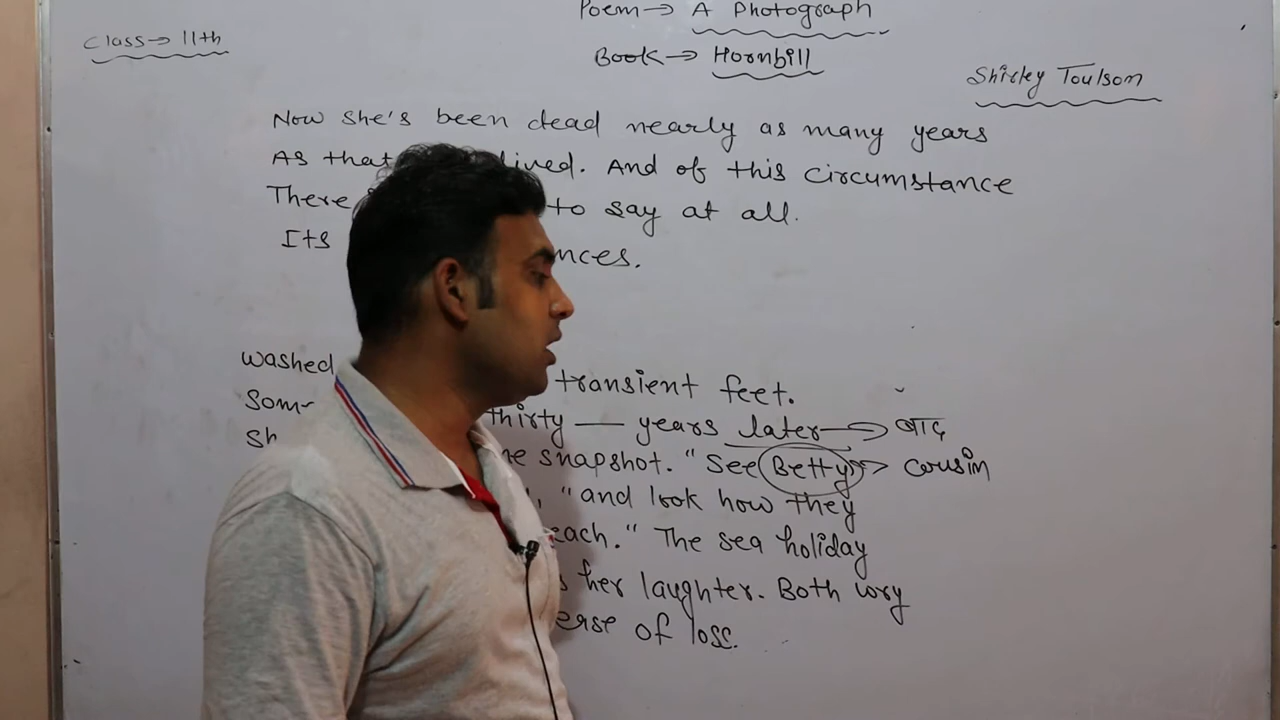 Poem → A Photograph
Class → 11th
Book → Hornbill
Shirley Toulson
Now she's been dead nearly as many years
As that lived. And of this circumstance
There to say at all.
Its nces.
washed transient feet.
Som thirty — years later → बाद
sh he snapshot. "See Betty → cousin
", "and look how they
each." The sea holiday
s her laughter. Both wry
erse of loss.